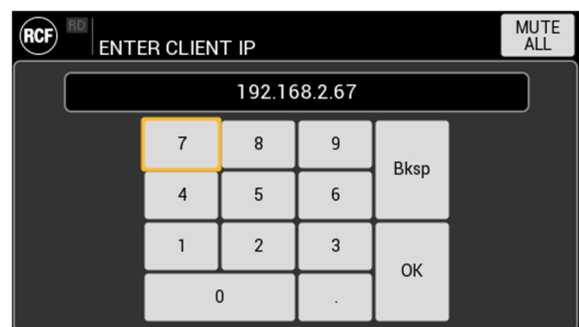 RCF
RD
ENTER CLIENT IP
MUTE
ALL
192.168.2.67
7 8 9
Bksp
4 5 6
1 2 3
OK
0 .